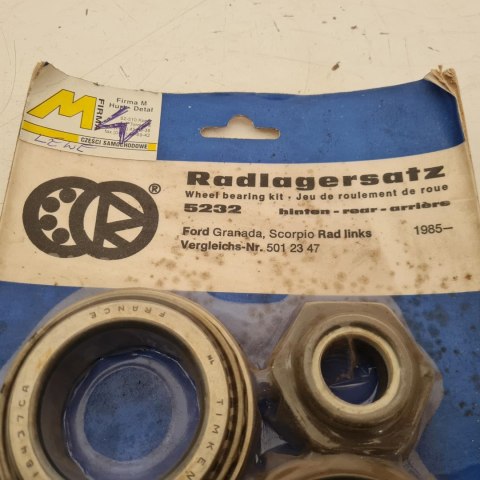 Firma M
FIRMA
M
CZĘŚCI SAMOCHODOWE
®
Radlagersatz
Wheel bearing kit · Jeu de roulement de roue
5232 hinten - rear - arrière
Ford Granada, Scorpio Rad links 1985—
Vergleichs-Nr. 501 23 47
FRANCE
TIMKEN